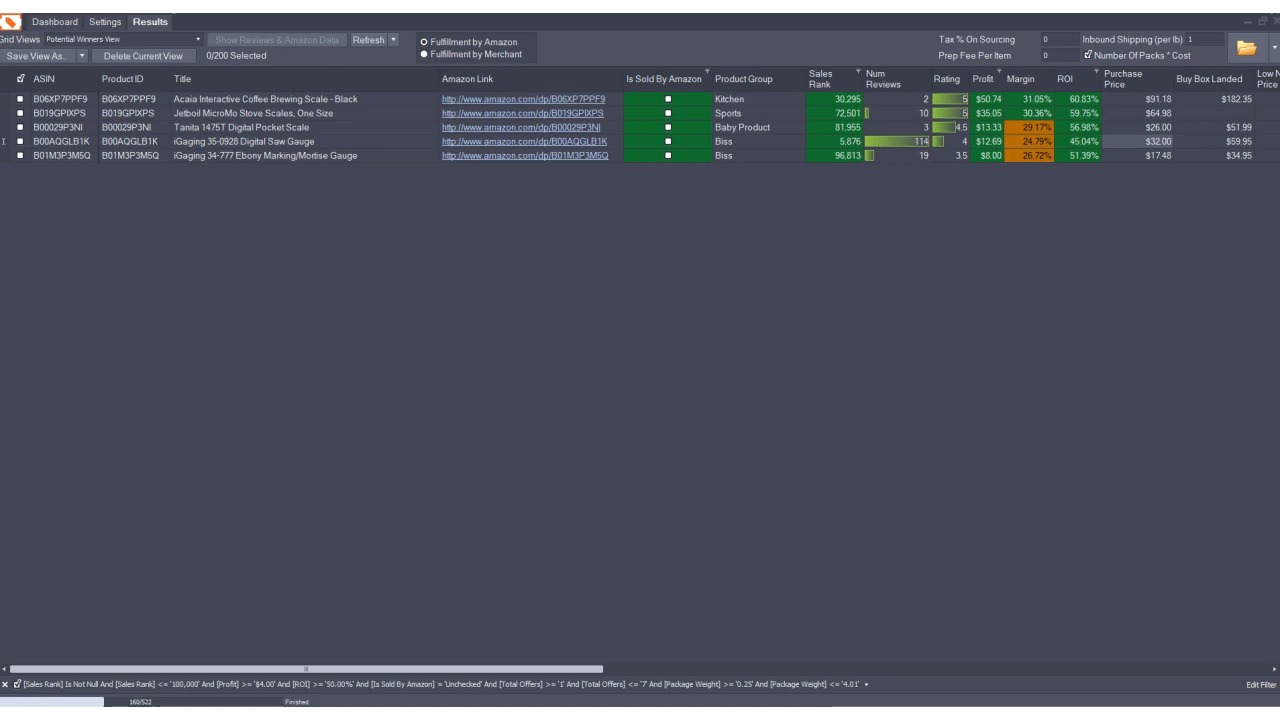 Dashboard Settings Results
Grid Views Potential Winners View Show Reviews & Amazon Data Refresh Fulfillment by Amazon Tax % On Sourcing 0 Inbound Shipping (per lb) 1
Save View As.. Delete Current View 0/200 Selected Fulfillment by Merchant Prep Fee Per Item 0 Number Of Packs * Cost
ASIN Product ID Title Amazon Link Is Sold By Amazon Product Group Sales Rank Num Reviews Rating Profit Margin ROI Purchase Price Buy Box Landed Low N Price
B06XP7PPF9 B06XP7PPF9 Acaia Interactive Coffee Brewing Scale - Black http://www.amazon.com/dp/B06XP7PPF9 Kitchen 30,295 2 5 $50.74 31.05% 60.83% $91.18 $182.35
B019GPIXPS B019GPIXPS Jetboil MicroMo Stove Scales, One Size http://www.amazon.com/dp/B019GPIXPS Sports 72,501 10 5 $35.05 30.36% 59.75% $64.98
B00029P3NI B00029P3NI Tanita 1475T Digital Pocket Scale http://www.amazon.com/dp/B00029P3NI Baby Product 81,955 3 4.5 $13.33 29.17% 56.98% $26.00 $51.99
B00AQGLB1K B00AQGLB1K iGaging 35-0928 Digital Saw Gauge http://www.amazon.com/dp/B00AQGLB1K Biss 5,876 114 4 $12.69 24.79% 45.04% $32.00 $59.95
B01M3P3M5Q B01M3P3M5Q iGaging 34-777 Ebony Marking/Mortise Gauge http://www.amazon.com/dp/B01M3P3M5Q Biss 96,813 19 3.5 $8.00 26.72% 51.39% $17.48 $34.95
[Sales Rank] Is Not Null And [Sales Rank] <= '100,000' And [Profit] >= '$4.00' And [ROI] >= '50.00%' And [Is Sold By Amazon] = 'Unchecked' And [Total Offers] >= '1' And [Total Offers] <= '7' And [Package Weight] >= '0.25' And [Package Weight] <= '4.01' Edit Filter
160/522 Finished